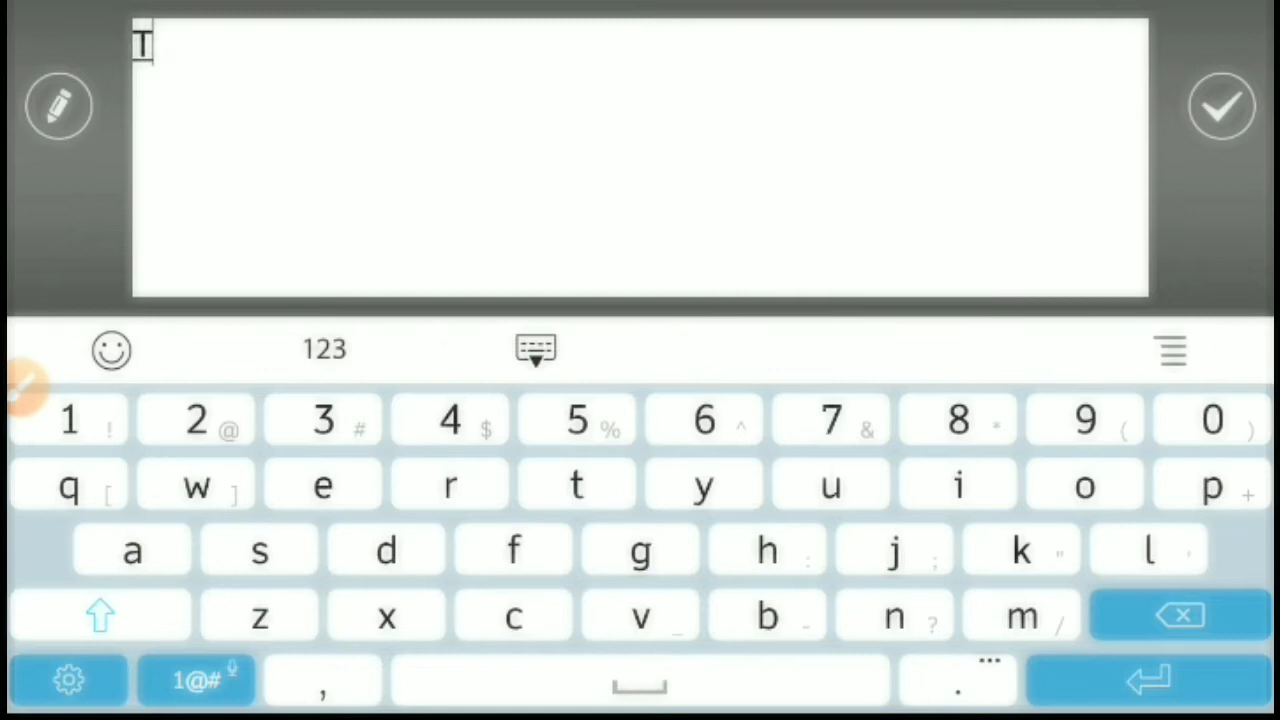 T
123
1 ! 2 @ 3 # 4 $ 5 % 6 ^ 7 & 8 * 9 ( 0 )
q [ w ] e r t y u i o p +
a s d f g h : j ; k " l '
z x c v _ b - n ? m /
1@# , . ...